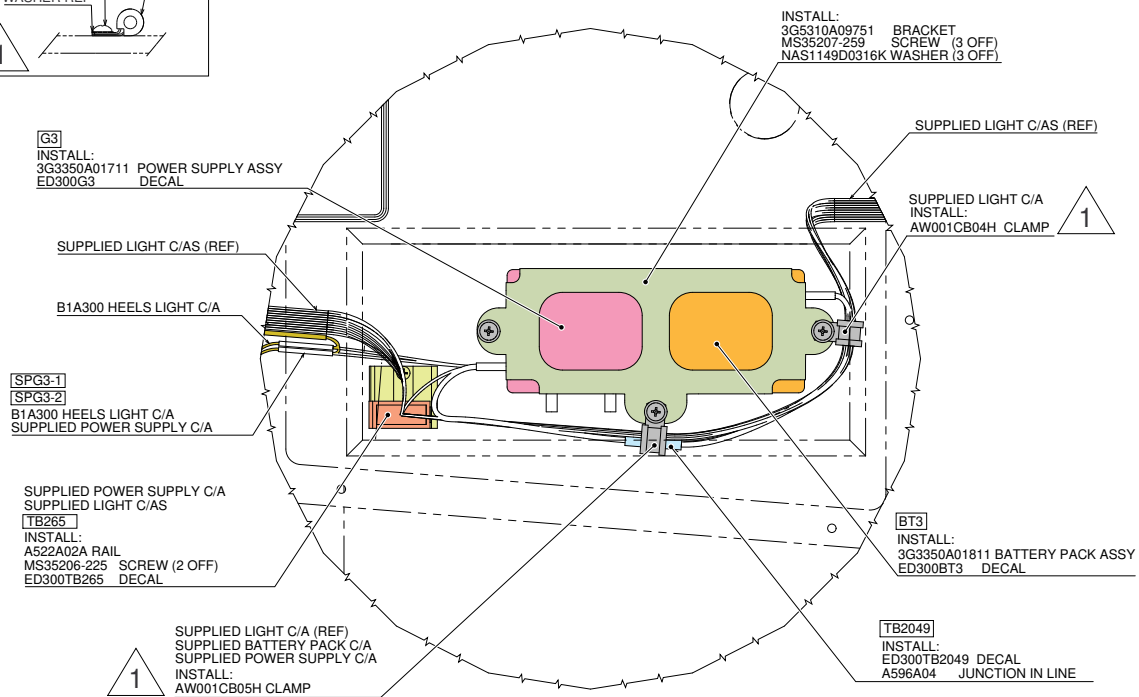 WASHER REF
1
INSTALL:
3G5310A09751 BRACKET
MS35207-259 SCREW (3 OFF)
NAS1149D0316K WASHER (3 OFF)
G3
INSTALL:
3G3350A01711 POWER SUPPLY ASSY
ED300G3 DECAL
SUPPLIED LIGHT C/AS (REF)
SUPPLIED LIGHT C/A
INSTALL:
AW001CB04H CLAMP
1
SUPPLIED LIGHT C/AS (REF)
B1A300 HEELS LIGHT C/A
SPG3-1
SPG3-2
B1A300 HEELS LIGHT C/A
SUPPLIED POWER SUPPLY C/A
SUPPLIED POWER SUPPLY C/A
SUPPLIED LIGHT C/AS
TB265
INSTALL:
A522A02A RAIL
MS35206-225 SCREW (2 OFF)
ED300TB265 DECAL
BT3
INSTALL:
3G3350A01811 BATTERY PACK ASSY
ED300BT3 DECAL
TB2049
INSTALL:
ED300TB2049 DECAL
A596A04 JUNCTION IN LINE
1
SUPPLIED LIGHT C/A (REF)
SUPPLIED BATTERY PACK C/A
SUPPLIED POWER SUPPLY C/A
INSTALL:
AW001CB05H CLAMP